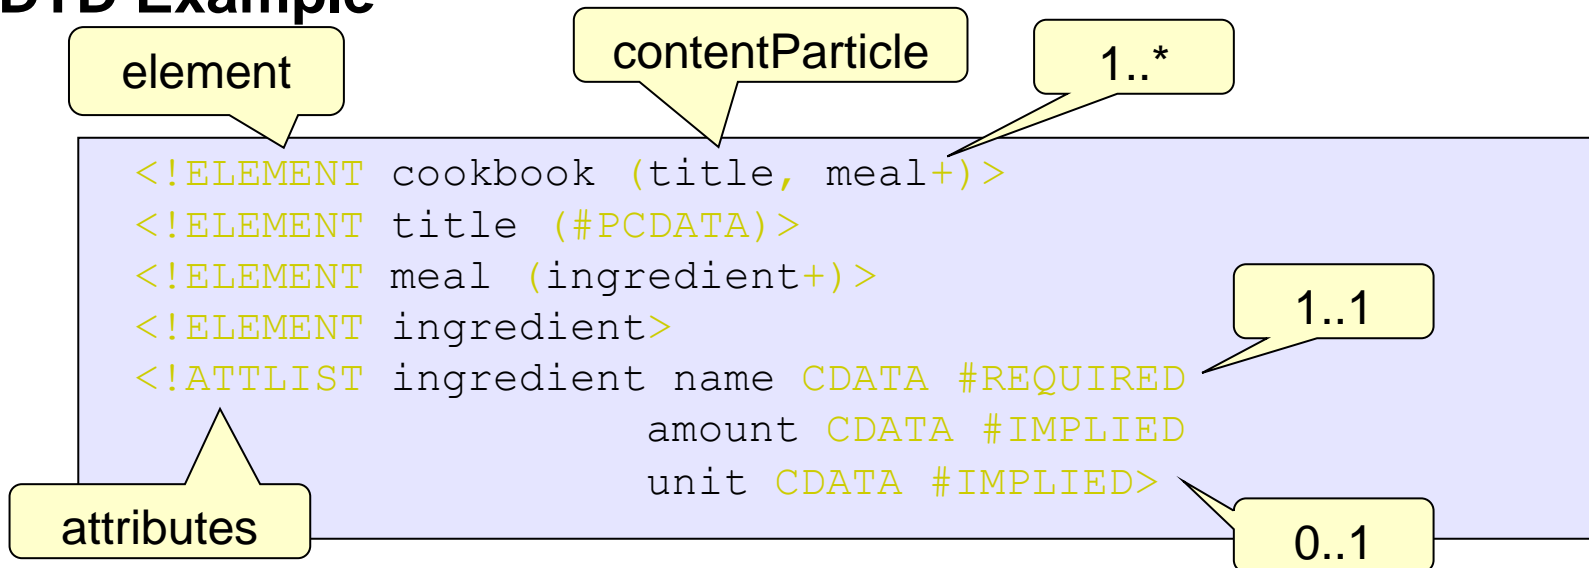 DTD Example
element
contentParticle
1..*
<!ELEMENT cookbook (title, meal+)>
<!ELEMENT title (#PCDATA)>
<!ELEMENT meal (ingredient+)>
<!ELEMENT ingredient>
1..1
<!ATTLIST ingredient name CDATA #REQUIRED
amount CDATA #IMPLIED
unit CDATA #IMPLIED>
attributes
0..1